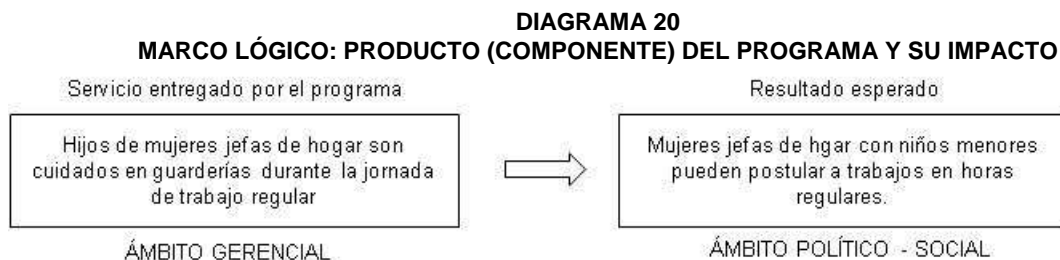 DIAGRAMA 20
MARCO LÓGICO: PRODUCTO (COMPONENTE) DEL PROGRAMA Y SU IMPACTO
Servicio entregado por el programa
Hijos de mujeres jefas de hogar son
cuidados en guarderías durante la jornada
de trabajo regular
ÁMBITO GERENCIAL
Resultado esperado
Mujeres jefas de hgar con niños menores
pueden postular a trabajos en horas
regulares.
ÁMBITO POLÍTICO - SOCIAL